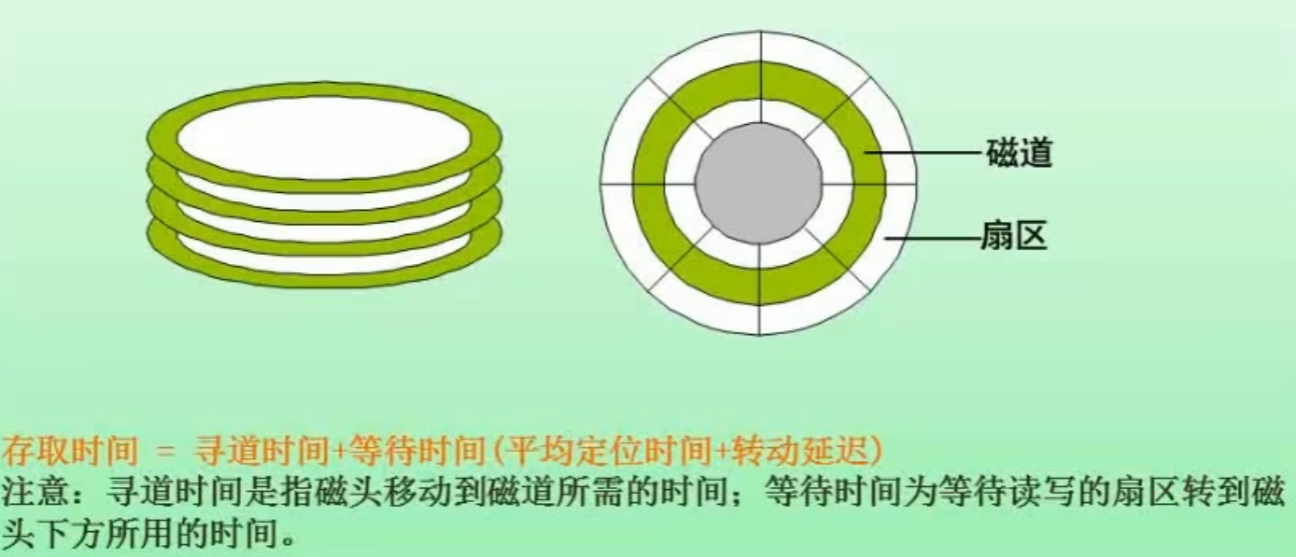 磁道
扇区
存取时间 = 寻道时间+等待时间(平均定位时间+转动延迟)
注意：寻道时间是指磁头移动到磁道所需的时间；等待时间为等待读写的扇区转到磁
头下方所用的时间。